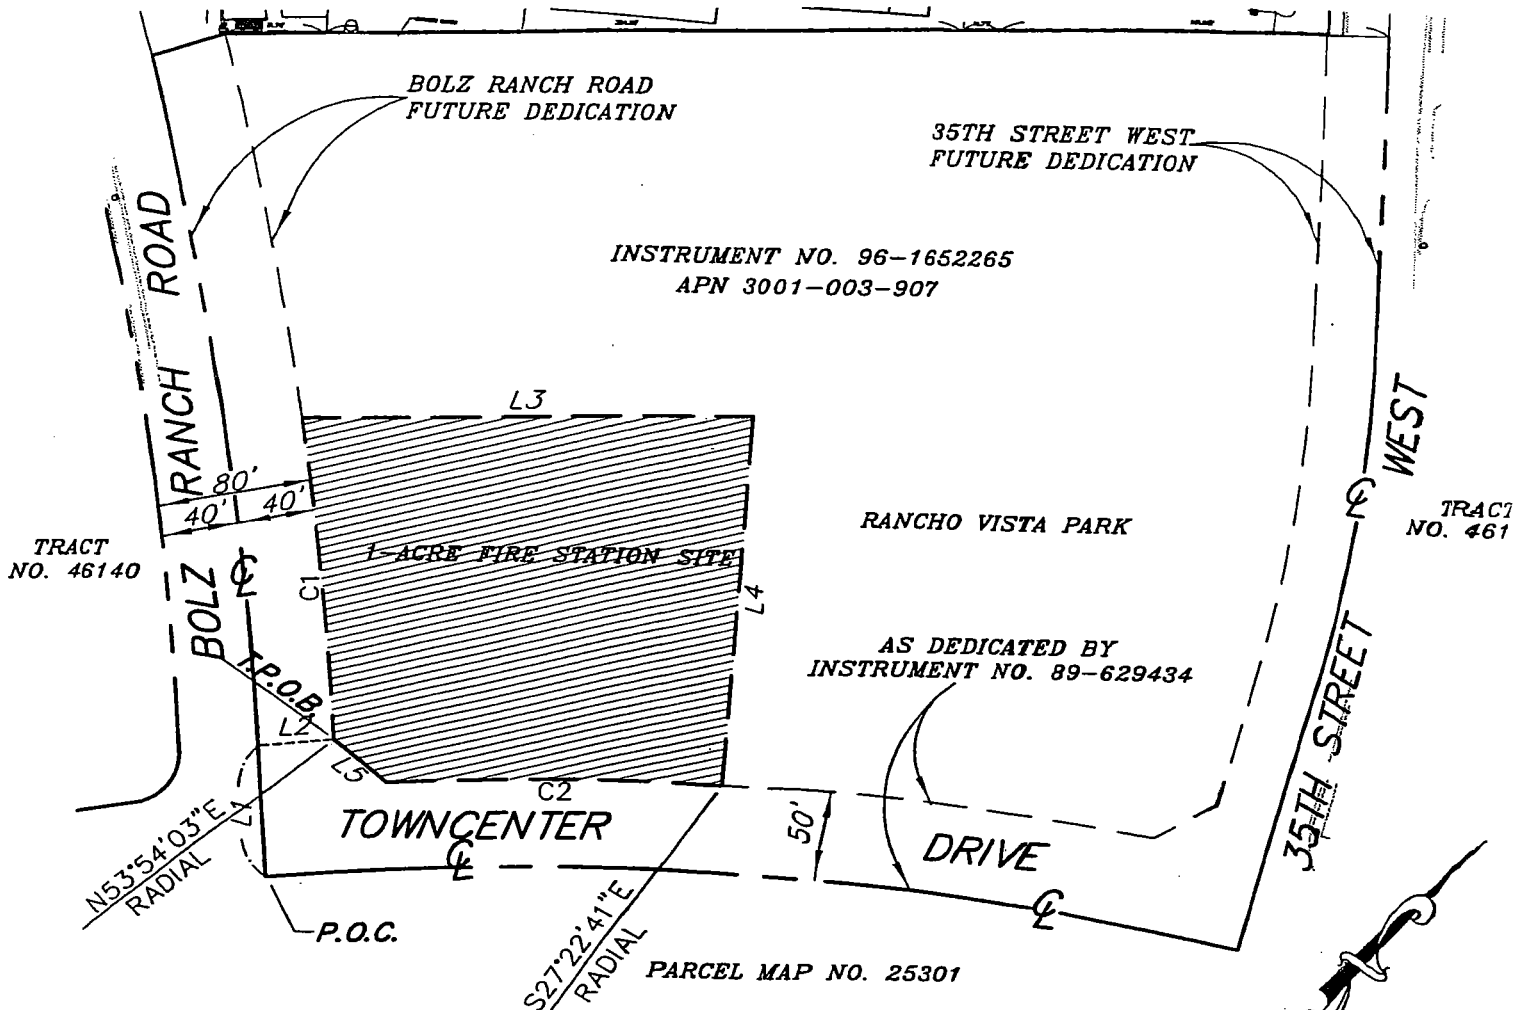 BOLZ RANCH ROAD
FUTURE DEDICATION
35TH STREET WEST
FUTURE DEDICATION
INSTRUMENT NO. 96-1652265
APN 3001-003-907
BOLZ RANCH ROAD
L3
80'
40'
40'
TRACT
NO. 46140
1-ACRE FIRE STATION SITE
RANCHO VISTA PARK
WEST
TRACT
NO. 461
C1
L4
AS DEDICATED BY
INSTRUMENT NO. 89-629434
T.P.O.B.
L2
L5
C2
L1
TOWNCENTER
DRIVE
50'
35TH STREET
N53°54'03"E
RADIAL
P.O.C.
S27°22'41"E
RADIAL
PARCEL MAP NO. 25301